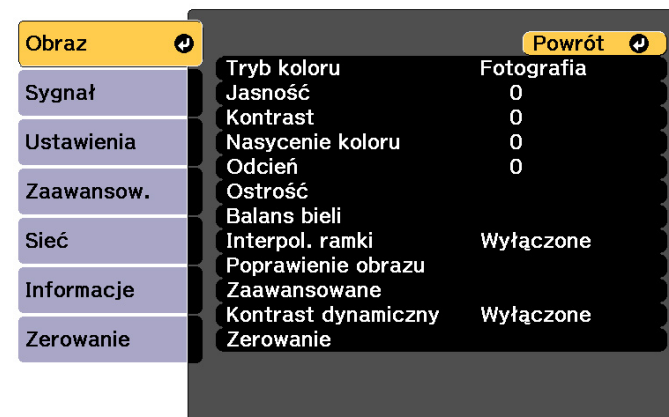 Obraz
Sygnał
Ustawienia
Zaawansow.
Sieć
Informacje
Zerowanie
Powrót
Tryb koloru Fotografia
Jasność 0
Kontrast 0
Nasycenie koloru 0
Odcień 0
Ostrość
Balans bieli
Interpol. ramki Wyłączone
Poprawienie obrazu
Zaawansowane
Kontrast dynamiczny Wyłączone
Zerowanie